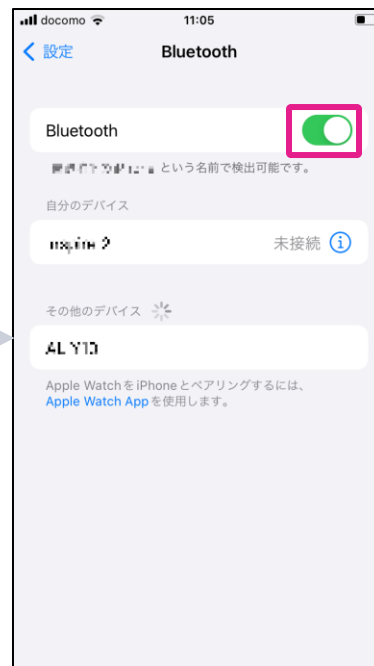 docomo 11:05
設定 Bluetooth
Bluetooth
という名前で検出可能です。
自分のデバイス
未接続
その他のデバイス
Apple WatchをiPhoneとペアリングするには、
Apple Watch Appを使用します。